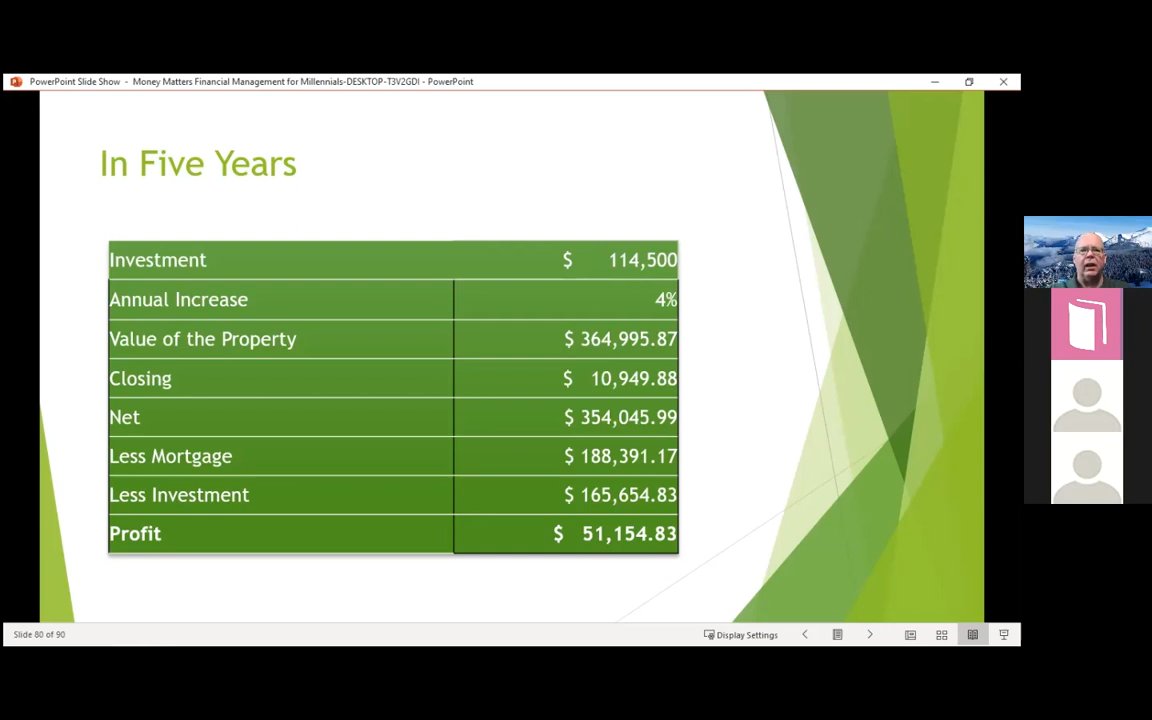 PowerPoint Slide Show - Money Matters Financial Management for Millennials-DESKTOP-T3V2GDI - PowerPoint
In Five Years
Investment $ 114,500
Annual Increase 4%
Value of the Property $ 364,995.87
Closing $ 10,949.88
Net $ 354,045.99
Less Mortgage $ 188,391.17
Less Investment $ 165,654.83
Profit $ 51,154.83
Slide 80 of 90 Display Settings